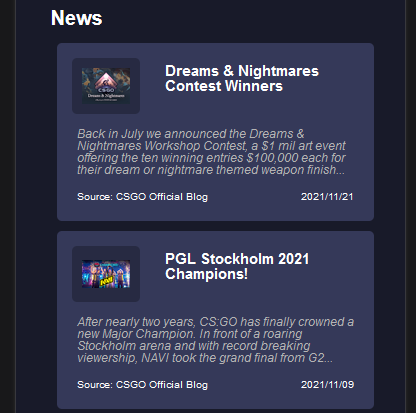 News
Dreams & Nightmares
Contest Winners
Back in July we announced the Dreams &
Nightmares Workshop Contest, a $1 mil art event
offering the ten winning entries $100,000 each for
their dream or nightmare themed weapon finish...
Source: CSGO Official Blog 2021/11/21
PGL Stockholm 2021
Champions!
After nearly two years, CS:GO has finally crowned a
new Major Champion. In front of a roaring
Stockholm arena and with record breaking
viewership, NAVI took the grand final from G2...
Source: CSGO Official Blog 2021/11/09